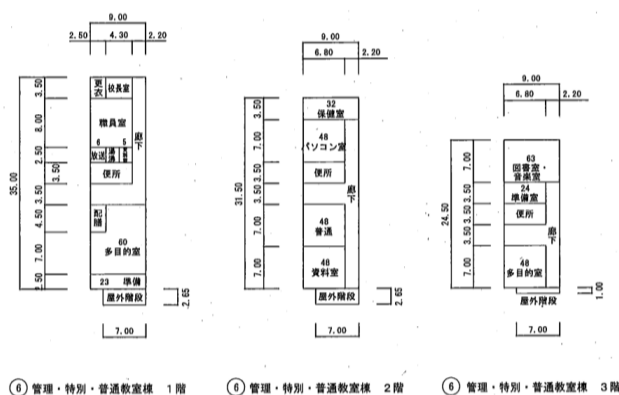 9.00
2.50 4.30 2.20
35.00
3.50
8.00
2.50
3.50
3.50
4.50
7.00
2.50
更衣
校長室
職員室
廊下
6 5
放送
便所
配膳
60
多目的室
23 準備
屋外階段
2.65
7.00
⑥ 管理・特別・普通教室棟 1階
9.00
6.80 2.20
31.50
3.50
7.00
3.50
3.50
7.00
7.00
32
保健室
48
パソコン室
便所
廊下
48
普通
48
資料室
屋外階段
2.65
7.00
⑥ 管理・特別・普通教室棟 2階
9.00
6.80 2.20
24.50
7.00
3.50
3.50
3.50
7.00
63
図書室・
音楽室
24
準備室
便所
廊下
48
多目的室
屋外階段
1.00
7.00
⑥ 管理・特別・普通教室棟 3階